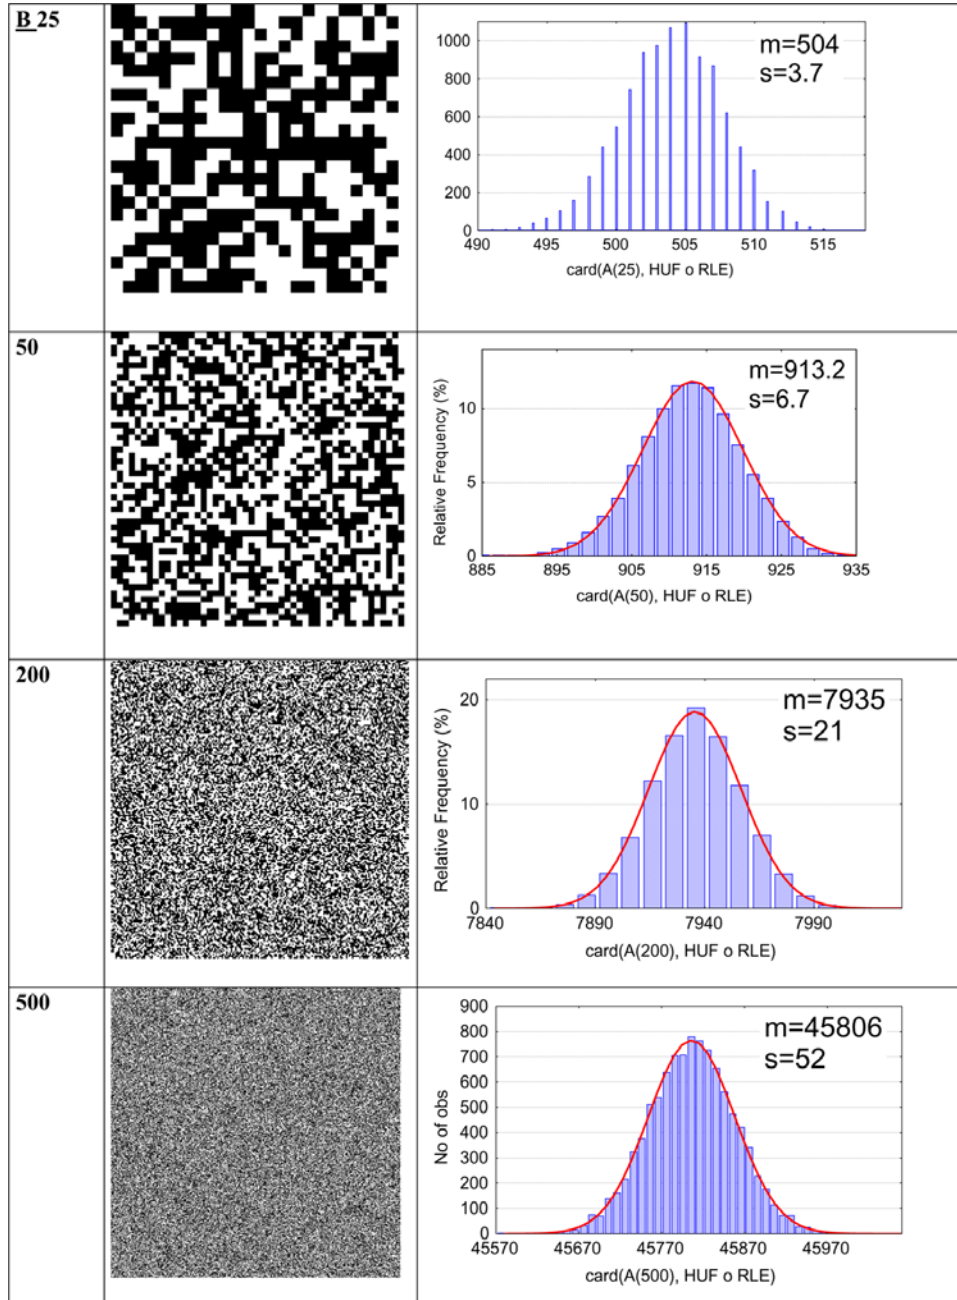 B 25
1000
800
600
400
200
0
m=504
s=3.7
490 495 500 505 510 515
card(A(25), HUF o RLE)
50
Relative Frequency (%)
10
5
0
m=913.2
s=6.7
885 895 905 915 925 935
card(A(50), HUF o RLE)
200
Relative Frequency (%)
20
10
0
m=7935
s=21
7840 7890 7940 7990
card(A(200), HUF o RLE)
500
No of obs
900
800
700
600
500
400
300
200
100
0
m=45806
s=52
45570 45670 45770 45870 45970
card(A(500), HUF o RLE)